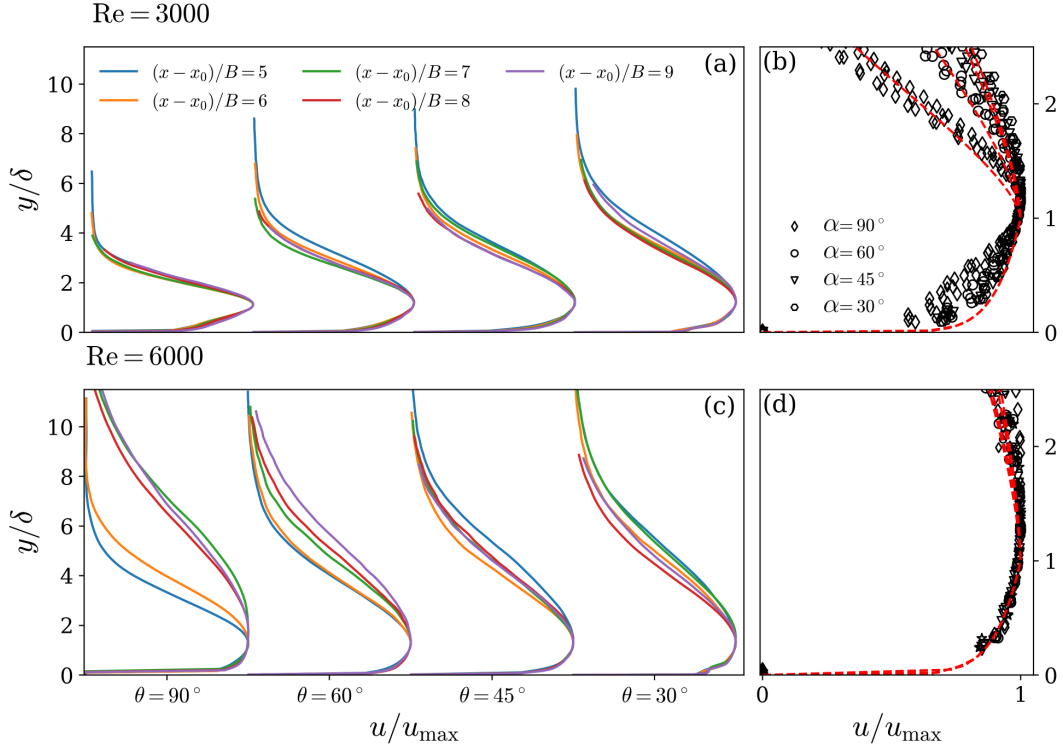 Re = 3000
(x − x₀)/B = 5
(x − x₀)/B = 7
(x − x₀)/B = 9
(x − x₀)/B = 6
(x − x₀)/B = 8
(a)
(b)
10
8
6
4
2
0
y/δ
α = 90°
α = 60°
α = 45°
α = 30°
2
1
0
Re = 6000
(c)
(d)
10
8
6
4
2
0
y/δ
2
1
0
θ = 90° θ = 60° θ = 45° θ = 30°
0 1
u/u_max
u/u_max